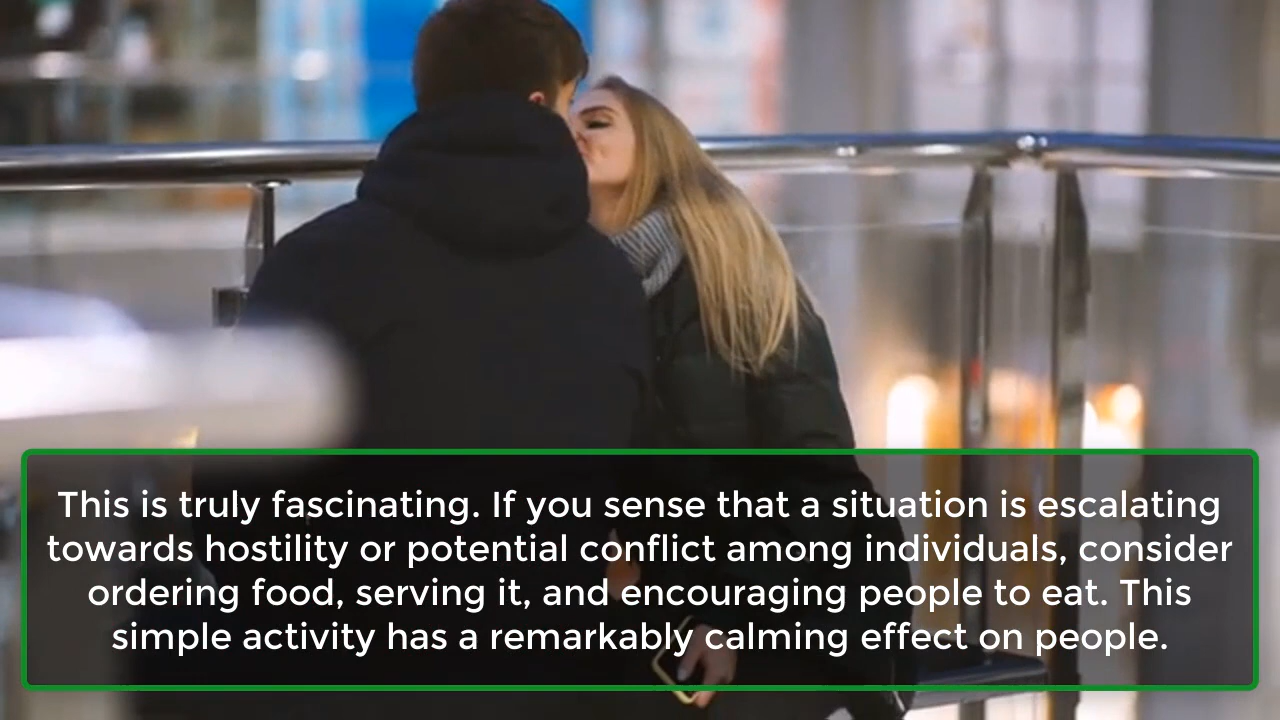 This is truly fascinating. If you sense that a situation is escalating
towards hostility or potential conflict among individuals, consider
ordering food, serving it, and encouraging people to eat. This
simple activity has a remarkably calming effect on people.